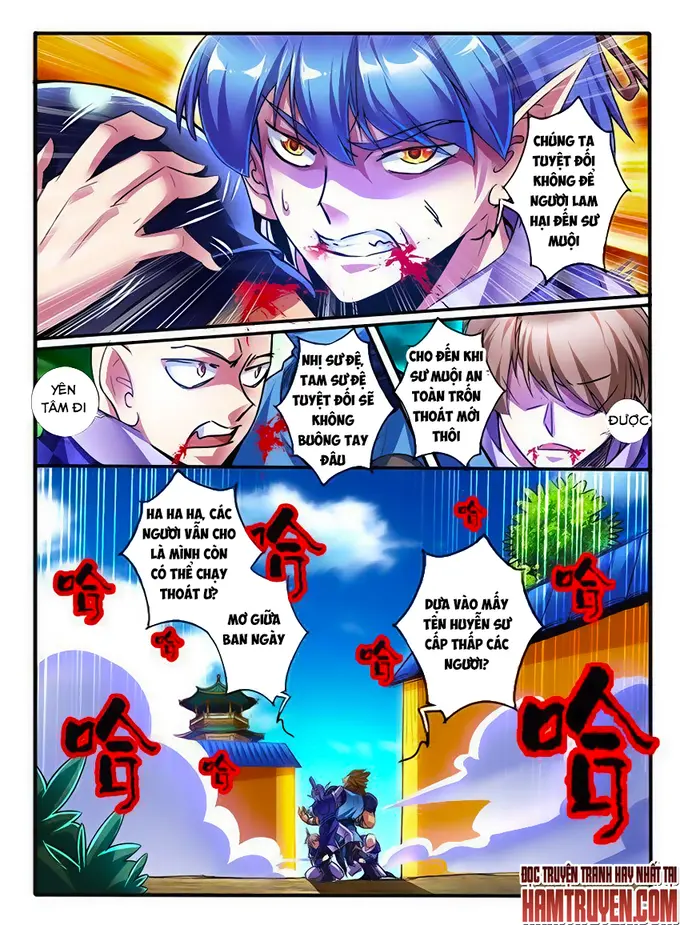 CHÚNG TA
TUYỆT ĐỐI
KHÔNG ĐỂ
NGƯƠI LAM
HẠI ĐẾN SƯ
MUỘI
YÊN
TÂM ĐI
NHỊ SƯ ĐỆ,
TAM SƯ ĐỆ
TUYỆT ĐỐI SẼ
KHÔNG
BUÔNG TAY
ĐÂU
CHO ĐẾN KHI
SƯ MUỘI AN
TOÀN TRỐN
THOÁT MỚI
THÔI
ĐƯỢC
HA HA HA, CÁC
NGƯƠI VẪN CHO
LÀ MÌNH CÒN
CÓ THỂ CHẠY
THOÁT Ư?
MƠ GIỮA
BAN NGÀY
DỰA VÀO MẤY
TÊN HUYỄN SƯ
CẤP THẤP CÁC
NGƯƠI?
哈
哈
哈
哈
哈
哈
哈
哈
ĐỌC TRUYỆN TRANH HAY NHẤT TẠI
HAMTRUYEN.COM